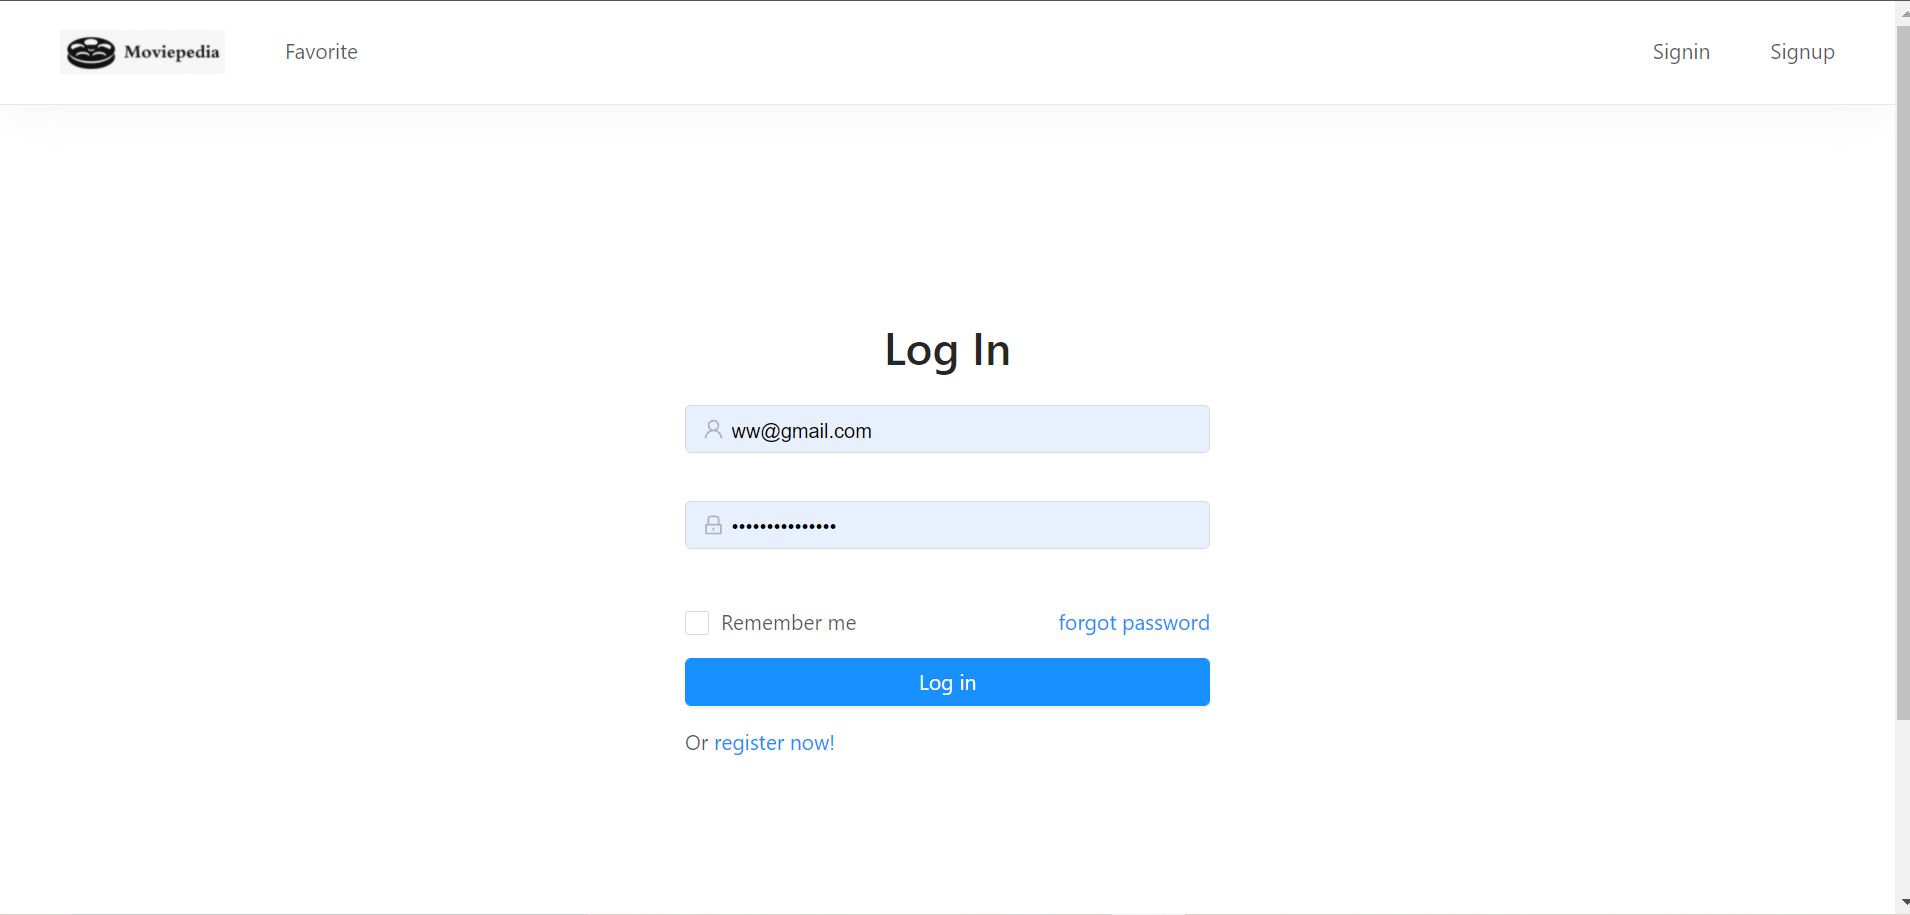 Moviepedia Favorite Signin Signup
Log In
ww@gmail.com
•••••••••••••••
Remember me forgot password
Log in
Or register now!